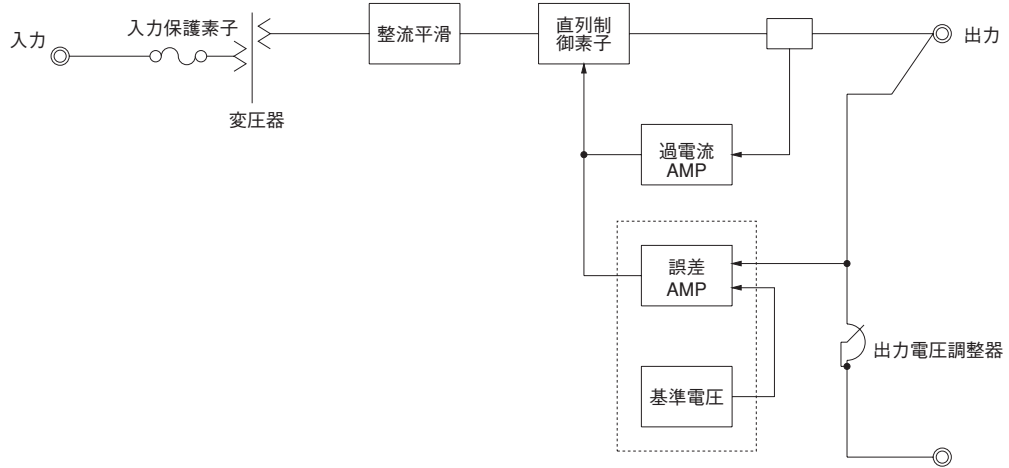 入力
入力保護素子
変圧器
整流平滑
直列制
御素子
出力
過電流
AMP
誤差
AMP
基準電圧
出力電圧調整器